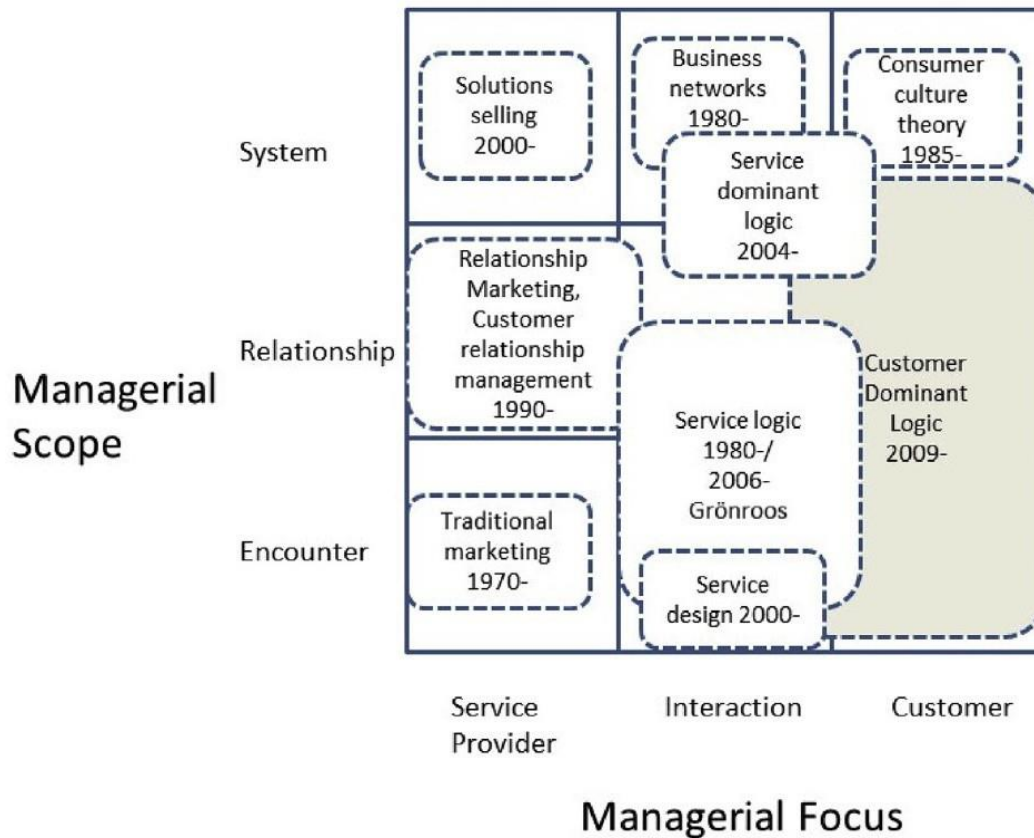 Solutions
selling
2000-
Business
networks
1980-
Consumer
culture
theory
1985-
System
Service
dominant
logic
2004-
Relationship
Marketing,
Customer
relationship
management
1990-
Relationship
Managerial
Scope
Customer
Dominant
Logic
2009-
Service logic
1980-/
2006-
Grönroos
Encounter
Traditional
marketing
1970-
Service
design 2000-
Service
Provider
Interaction
Customer
Managerial Focus